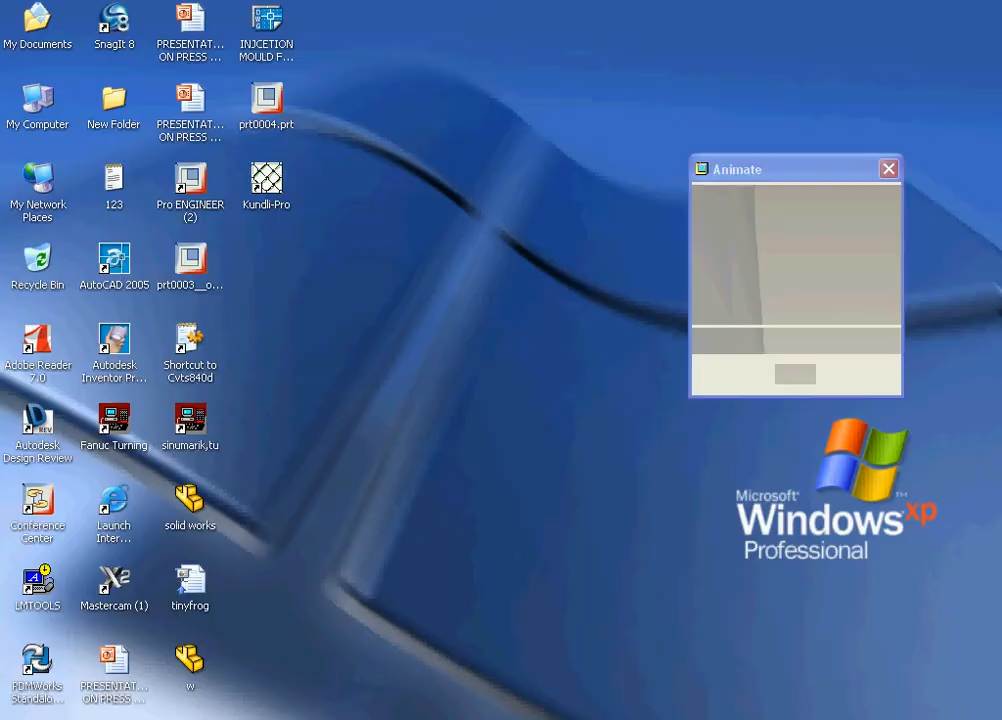 My Documents
SnagIt 8
PRESENTAT...
ON PRESS ...
INJCETION
MOULD F...
My Computer
New Folder
PRESENTAT...
ON PRESS ...
prt0004.prt
My Network
Places
123
Pro ENGINEER
(2)
Kundli-Pro
Recycle Bin
AutoCAD 2005
prt0003__o...
Adobe Reader
7.0
Autodesk
Inventor Pr...
Shortcut to
Cvts840d
Autodesk
Design Review
Fanuc Turning
sinumarik,tu
Conference
Center
Launch
Inter...
solid works
LMTOOLS
Mastercam (1)
tinyfrog
PDMWorks
Standalo...
PRESENTAT...
ON PRESS ...
w
Animate
Microsoft
Windows xp
Professional